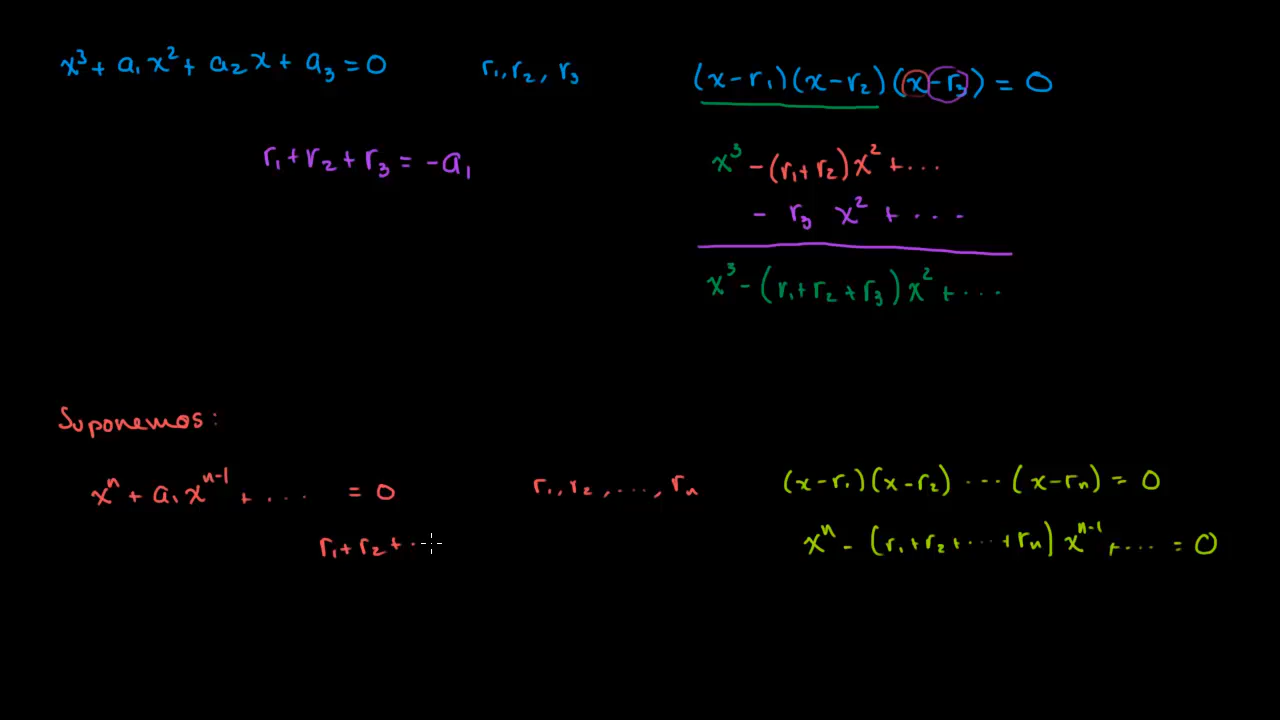 x³ + a₁x² + a₂x + a₃ = 0
r₁, r₂, r₃
(x-r₁)(x-r₂)(x-r₃) = 0
r₁ + r₂ + r₃ = -a₁
x³ - (r₁+r₂)x² + ...
- r₃ x² + ...
x³ - (r₁+r₂+r₃)x² + ...
Suponemos:
xⁿ + a₁xⁿ⁻¹ + .... = 0
r₁, r₂, ...., rₙ
(x-r₁)(x-r₂) ... (x-rₙ) = 0
r₁ + r₂ + ..
xⁿ - (r₁+r₂+...+rₙ)xⁿ⁻¹ + .... = 0